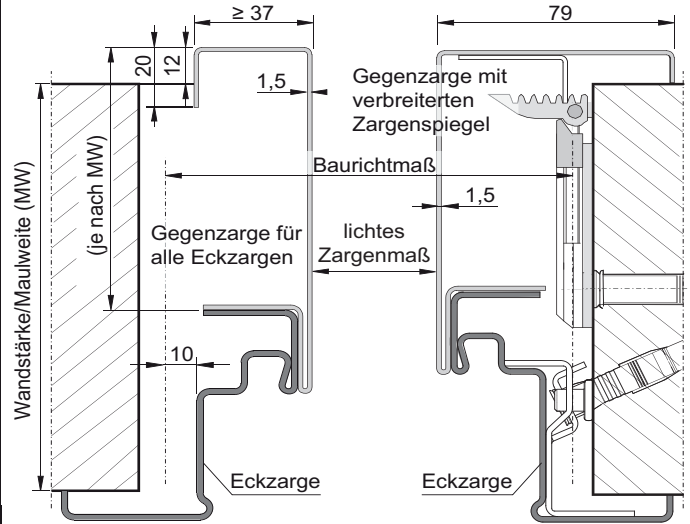 ≥ 37
79
20
12
1,5
Gegenzarge mit
verbreiterten
Zargenspiegel
Baurichtmaß
1,5
Wandstärke/Maulweite (MW)
(je nach MW)
Gegenzarge für
alle Eckzargen
lichtes
Zargenmaß
10
Eckzarge
Eckzarge